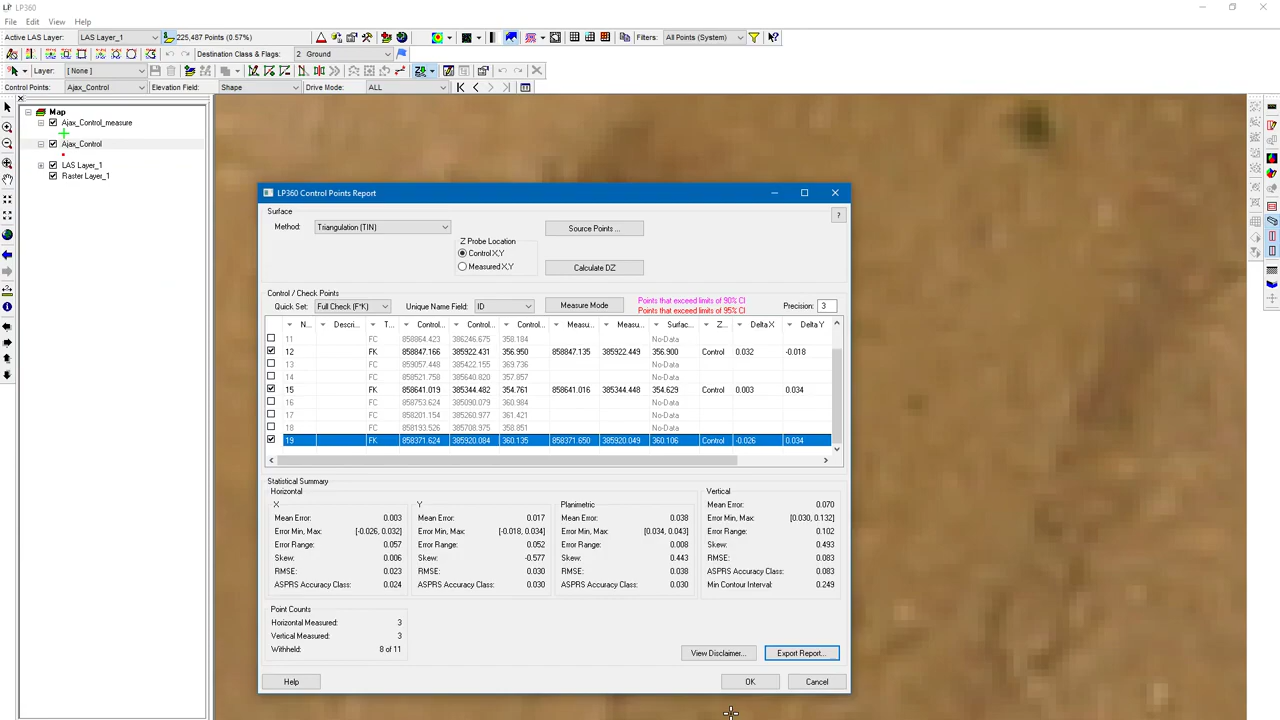 LP LP360
File Edit View Help
Active LAS Layer: LAS Layer_1 225,487 Points (0.57%) Filters: All Points (System)
Destination Class & Flags: 2 Ground
Layer: [ None ]
Control Points: Ajax_Control Elevation Field: Shape Drive Mode: ALL
Map
Ajax_Control_measure
Ajax_Control
LAS Layer_1
Raster Layer_1
LP360 Control Points Report
Surface
Method: Triangulation (TIN) Source Points ...
Z Probe Location
Control X,Y
Measured X,Y Calculate DZ
?
Control / Check Points
Quick Set: Full Check (F*K) Unique Name Field: ID Measure Mode Precision: 3
Points that exceed limits of 90% CI
Points that exceed limits of 95% CI
N... Descri... T... Control... Control... Control... Measu... Measu... Surfac... Z... Delta X Delta Y
11 FC 858864.423 386246.675 358.184 No-Data
12 FK 858847.166 385922.431 356.950 858847.135 385922.449 356.900 Control 0.032 -0.018
13 FC 859057.448 385422.155 359.630 No-Data
14 FC 858521.758 385640.820 357.857 No-Data
15 FK 858641.019 385344.482 354.761 858641.016 385344.448 354.629 Control 0.003 0.034
16 FC 858753.624 385090.079 360.984 No-Data
17 FC 858201.154 385260.977 361.421 No-Data
18 FC 858193.526 385708.975 358.851 No-Data
19 FK 858371.624 385920.084 360.135 858371.650 385920.049 360.106 Control -0.026 0.034
Statistical Summary
Horizontal
X
Mean Error: 0.003
Error Min, Max: [-0.026, 0.032]
Error Range: 0.057
Skew: 0.006
RMSE: 0.023
ASPRS Accuracy Class: 0.024
Y
Mean Error: 0.017
Error Min, Max: [-0.018, 0.034]
Error Range: 0.052
Skew: -0.577
RMSE: 0.030
ASPRS Accuracy Class: 0.030
Planimetric
Mean Error: 0.038
Error Min, Max: [0.034, 0.043]
Error Range: 0.008
Skew: 0.443
RMSE: 0.038
ASPRS Accuracy Class: 0.030
Vertical
Mean Error: 0.070
Error Min, Max: [0.030, 0.132]
Error Range: 0.102
Skew: 0.493
RMSE: 0.083
ASPRS Accuracy Class: 0.083
Min Contour Interval: 0.249
Point Counts
Horizontal Measured: 3
Vertical Measured: 3
Withheld: 8 of 11
View Disclaimer... Export Report...
Help OK Cancel